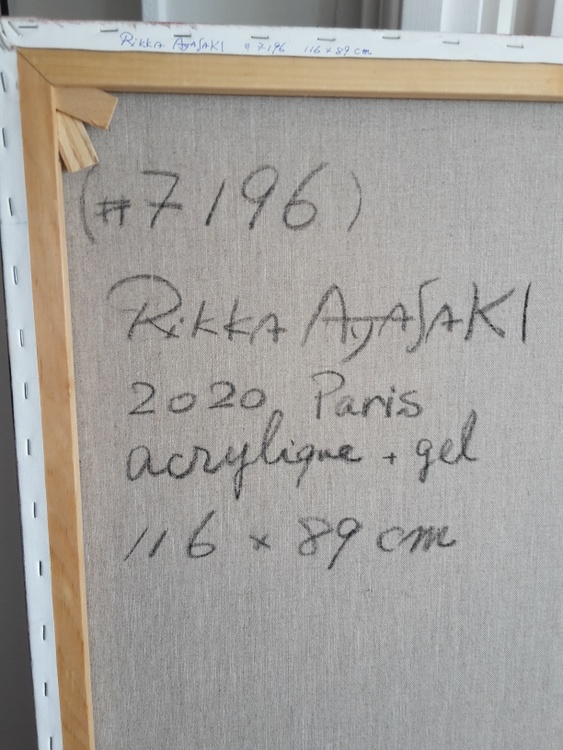 Rikka Ayasaki #7196 116 x 89 cm
(#7196)
Rikka Ayasaki
2020 Paris
acrylique + gel
116 x 89 cm